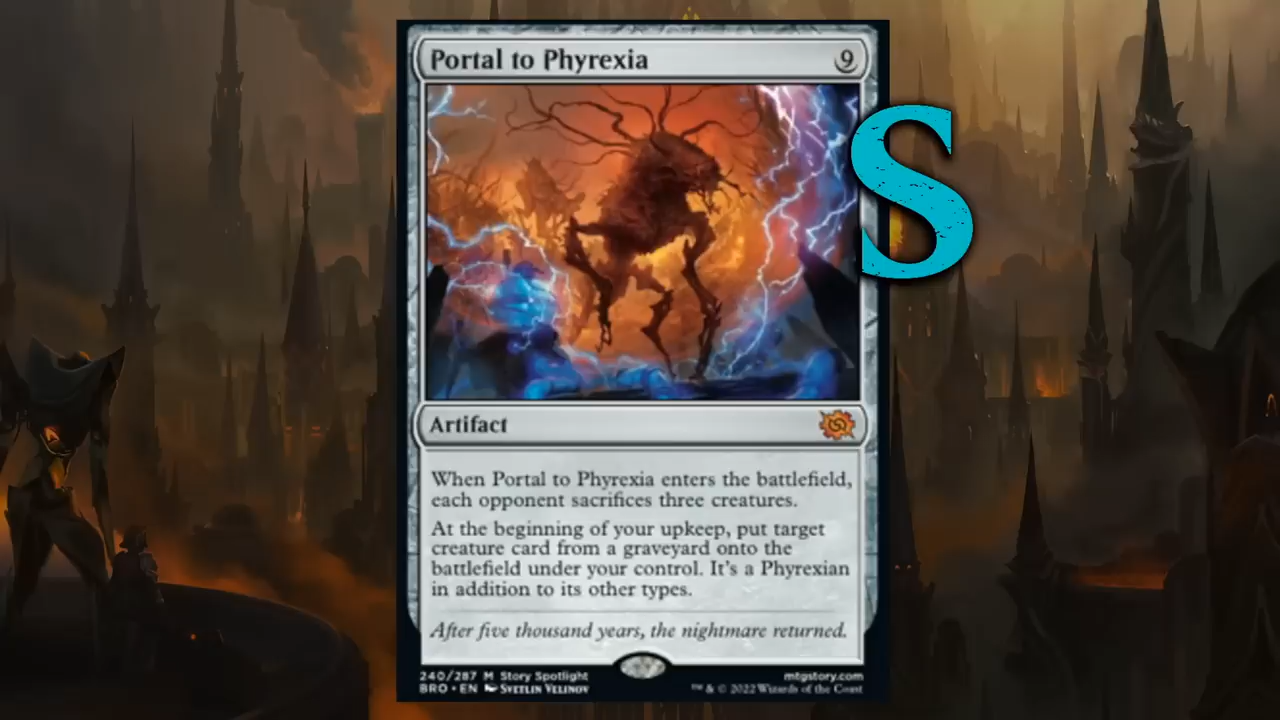 Portal to Phyrexia 9
S
Artifact
When Portal to Phyrexia enters the battlefield,
each opponent sacrifices three creatures.
At the beginning of your upkeep, put target
creature card from a graveyard onto the
battlefield under your control. It's a Phyrexian
in addition to its other types.
After five thousand years, the nightmare returned.
240/287 M Story Spotlight mtgstory.com
BRO • EN Svetlin Velinov ™ & © 2022 Wizards of the Coast